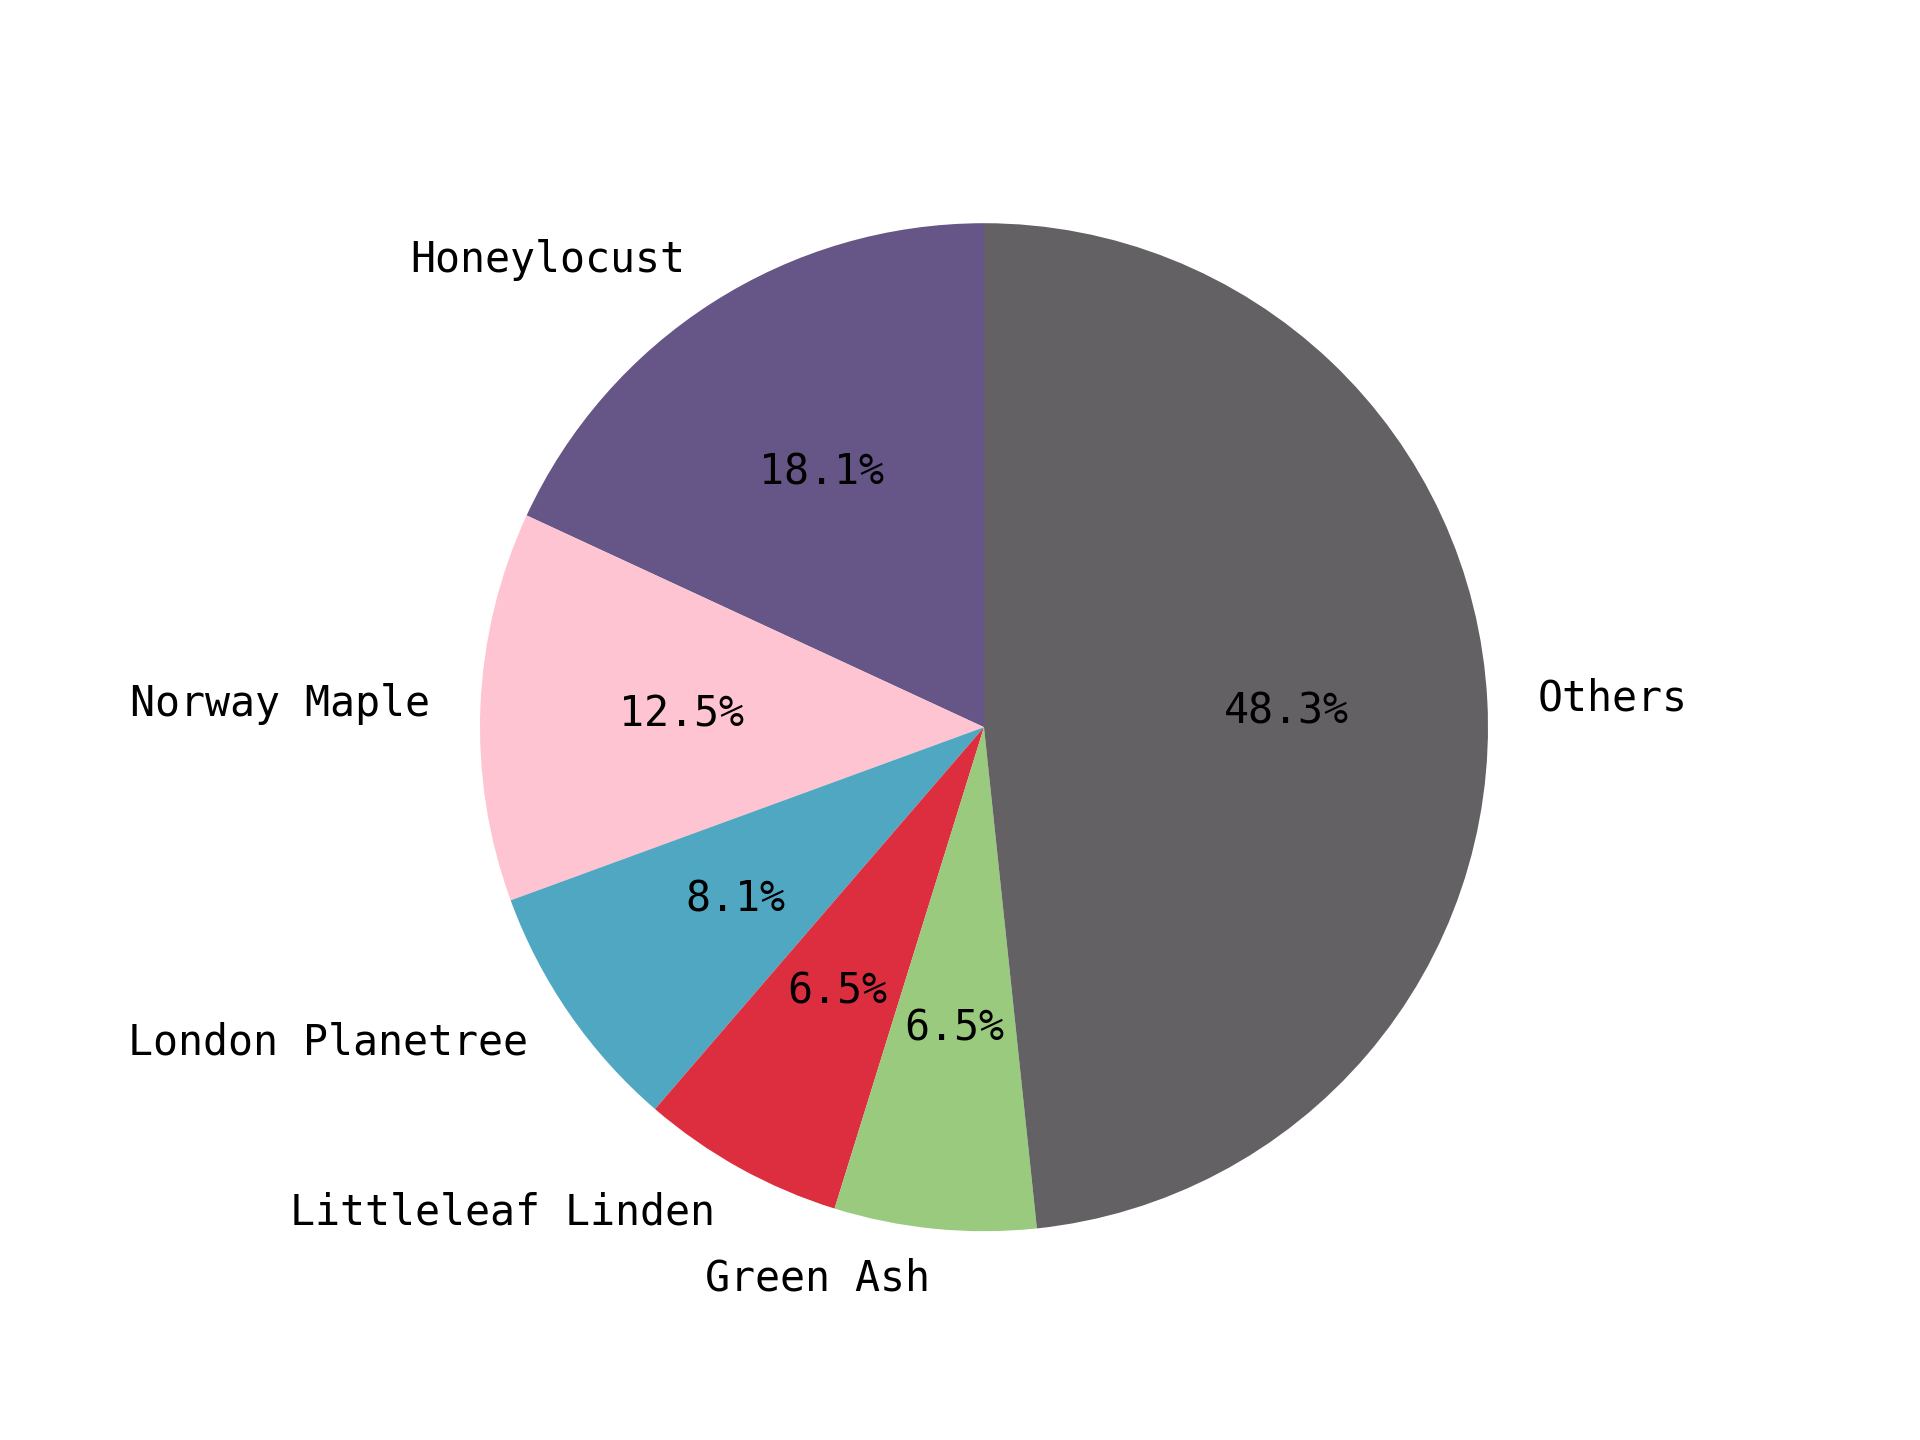 Honeylocust
18.1%
Norway Maple
12.5%
48.3%
Others
8.1%
6.5%
6.5%
London Planetree
Littleleaf Linden
Green Ash